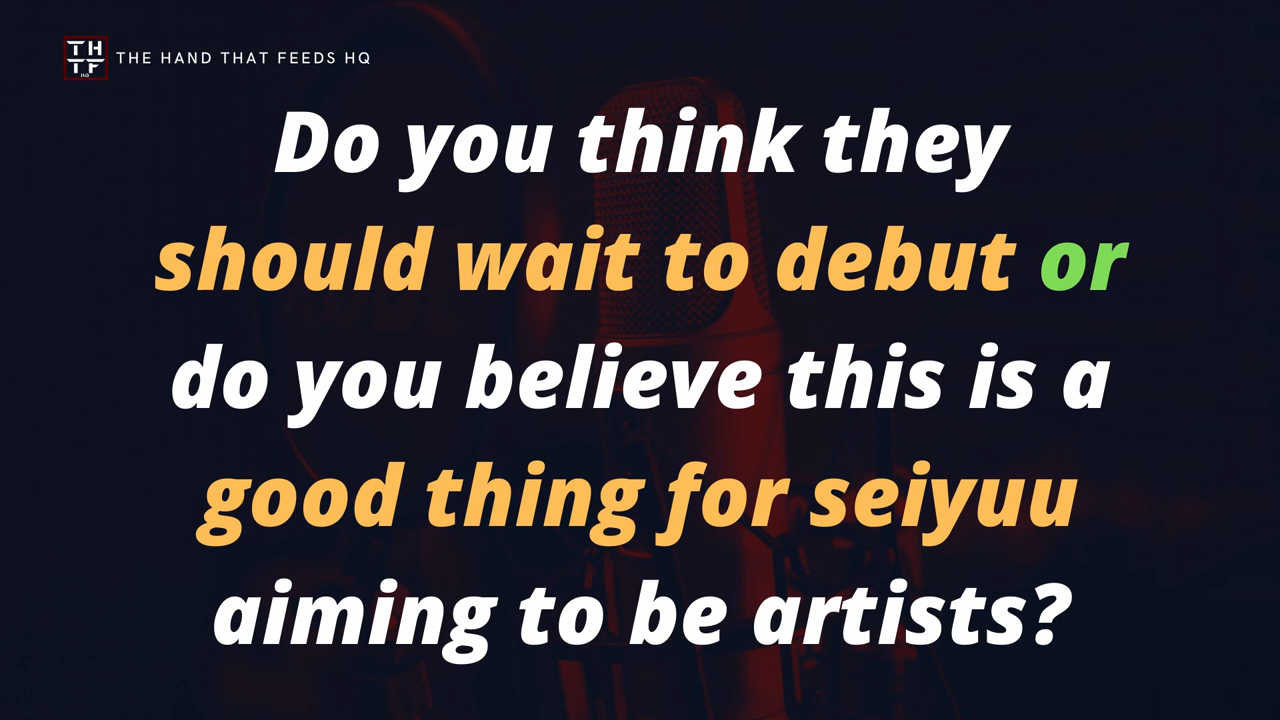 TH
TF
HQ
THE HAND THAT FEEDS HQ
Do you think they
should wait to debut or
do you believe this is a
good thing for seiyuu
aiming to be artists?